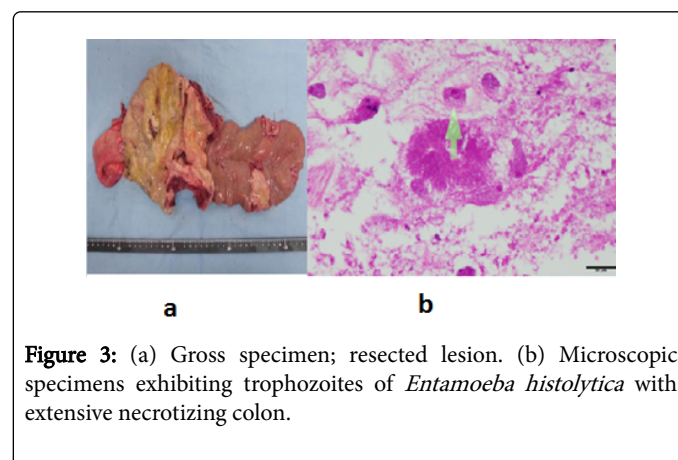 a
b
Figure 3: (a) Gross specimen; resected lesion. (b) Microscopic
specimens exhibiting trophozoites of Entamoeba histolytica with
extensive necrotizing colon.